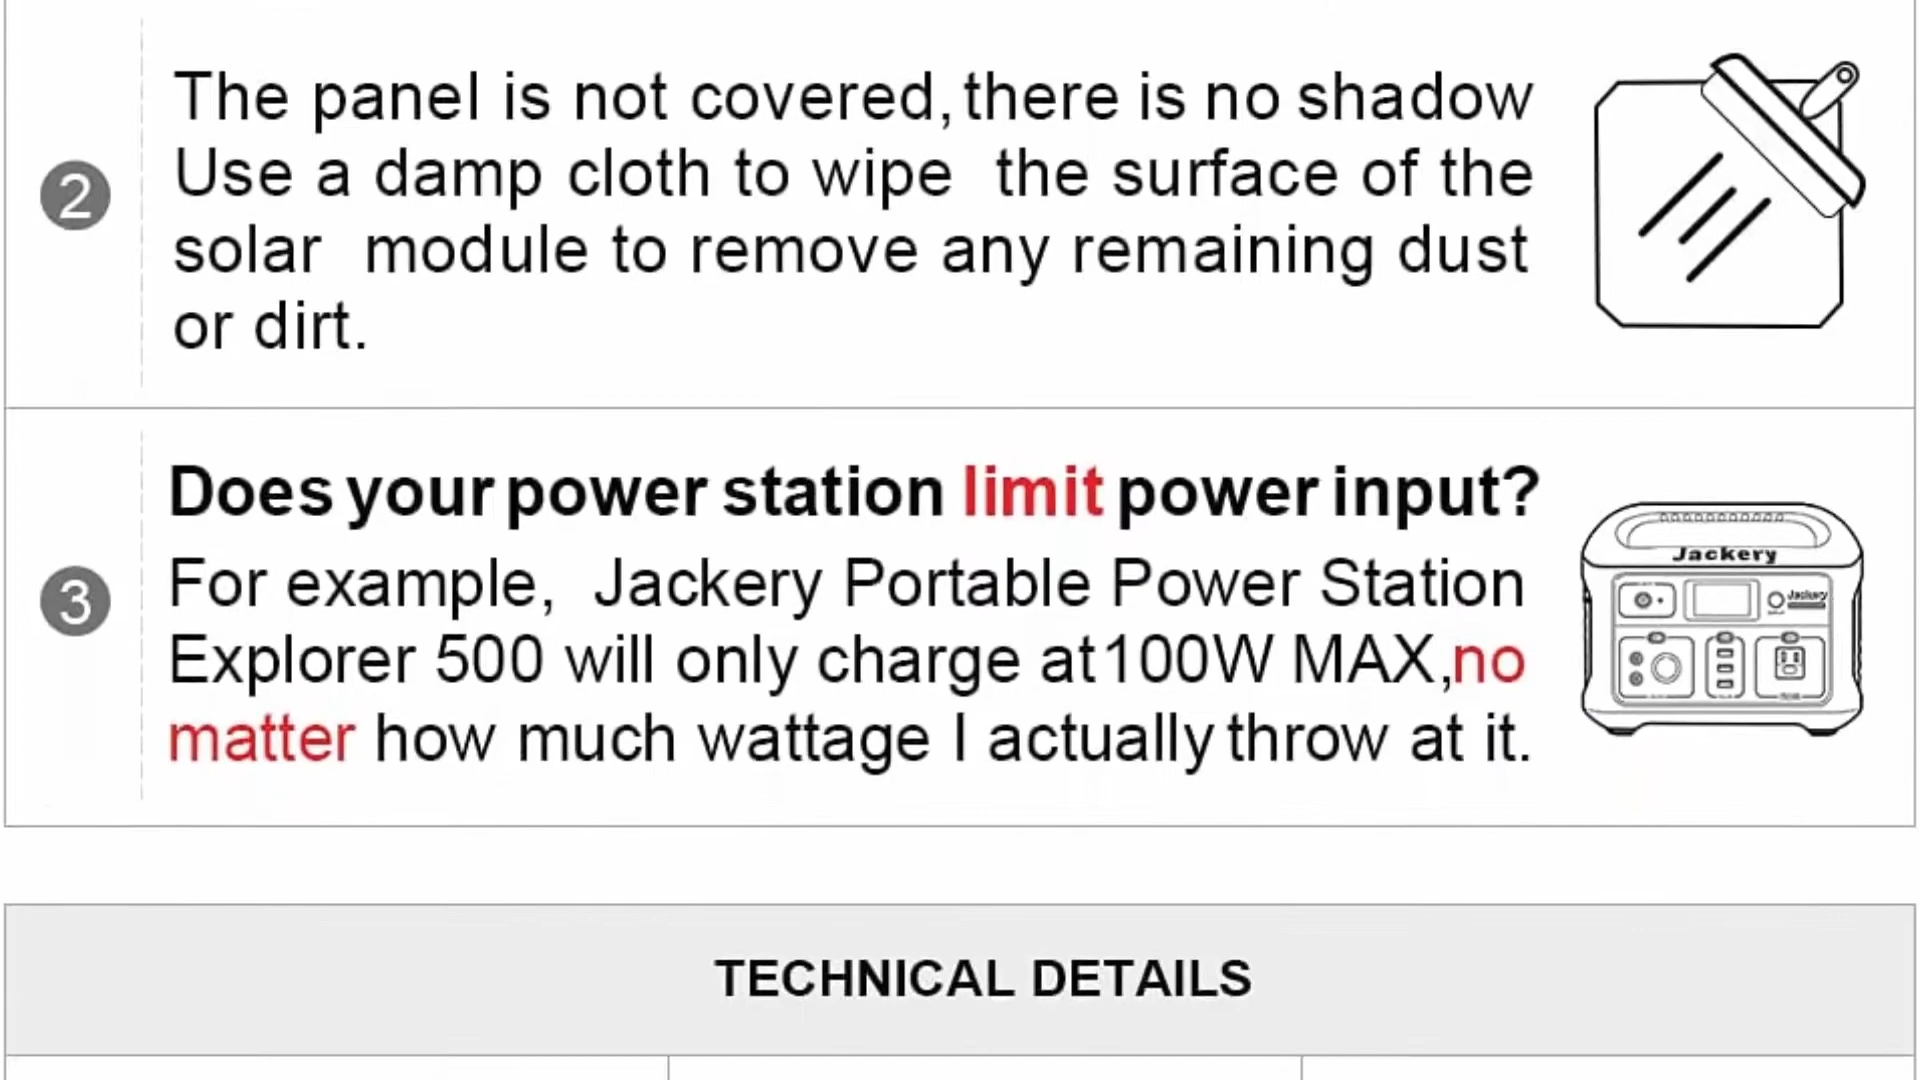 2
The panel is not covered, there is no shadow
Use a damp cloth to wipe the surface of the
solar module to remove any remaining dust
or dirt.
3
Does your power station limit power input?
For example, Jackery Portable Power Station
Explorer 500 will only charge at100W MAX,no
matter how much wattage I actually throw at it.
Jackery
Jackery
TECHNICAL DETAILS